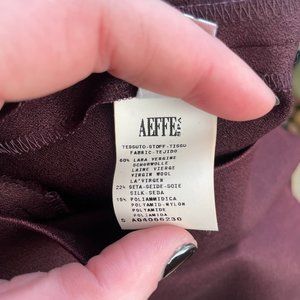 AEFFE
SPA
TESSUTO-STOFF-TISSU
FABRIC-TEJIDO
60% LANA VERGINE
SCHURWOLLE
LAINE VIERGE
VIRGIN WOOL
LA'VIRGEN
22% SETA-SEIDE-SOIE
SILK-SEDA
18% POLIAMMIDICA
POLYAMID-NYLON
POLYAMIDE
POLIAMIDA
S A04066230